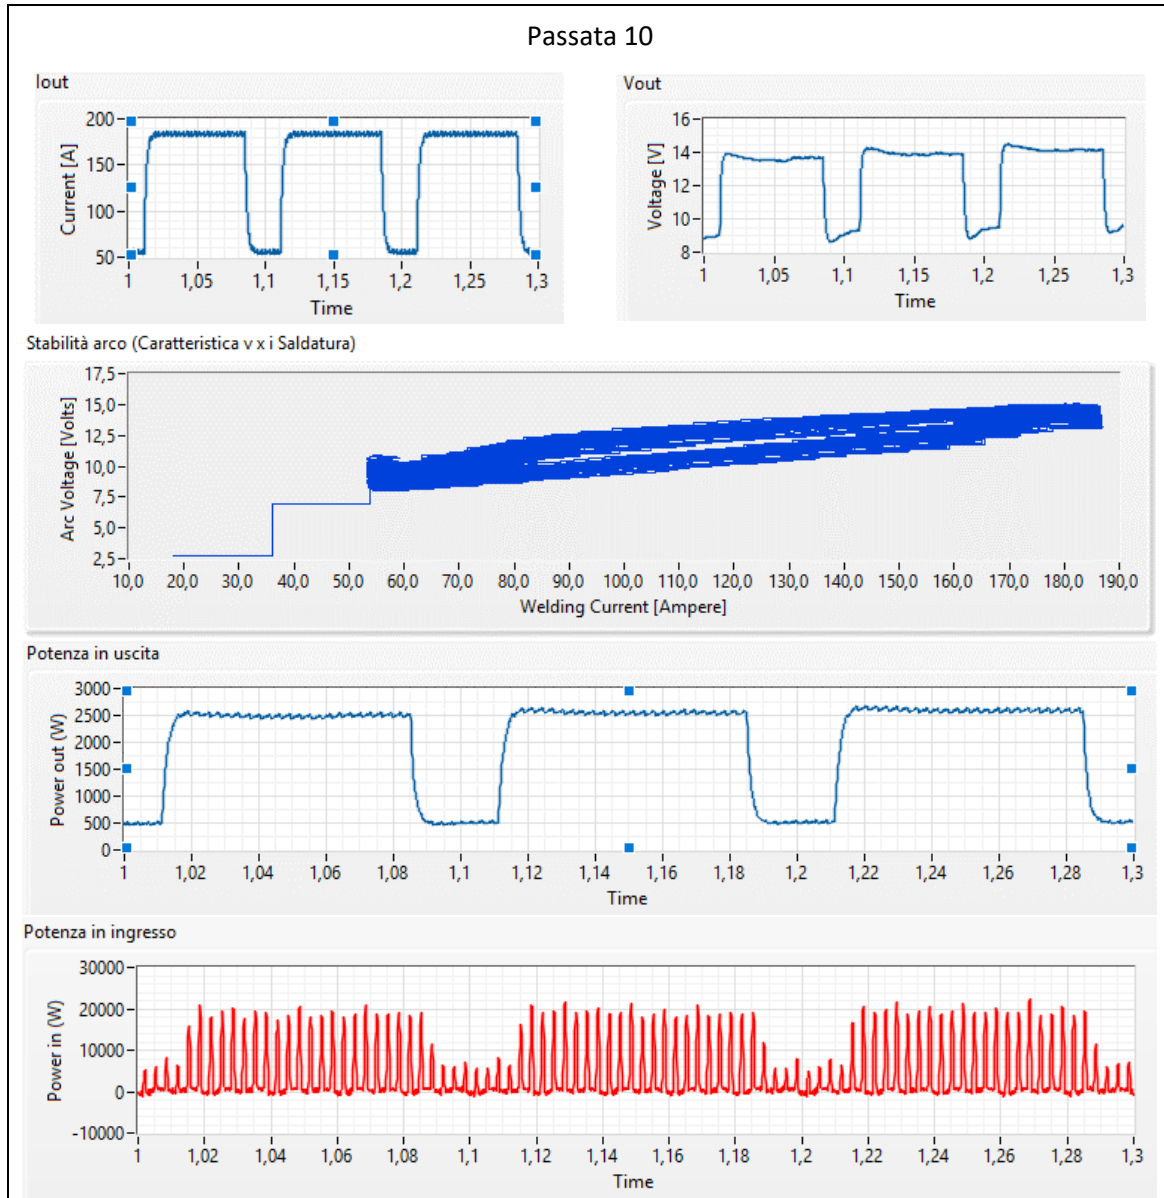 Passata 10
Iout
Current [A]
200
150
100
50
1 1,05 1,1 1,15 1,2 1,25 1,3
Time
Vout
Voltage [V]
16
14
12
10
8
1 1,05 1,1 1,15 1,2 1,25 1,3
Time
Stabilità arco (Caratteristica v x i Saldatura)
Arc Voltage [Volts]
17,5
15,0
12,5
10,0
7,5
5,0
2,5
10,0 20,0 30,0 40,0 50,0 60,0 70,0 80,0 90,0 100,0 110,0 120,0 130,0 140,0 150,0 160,0 170,0 180,0 190,0
Welding Current [Ampere]
Potenza in uscita
Power out (W)
3000
2500
2000
1500
1000
500
0
1 1,02 1,04 1,06 1,08 1,1 1,12 1,14 1,16 1,18 1,2 1,22 1,24 1,26 1,28 1,3
Time
Potenza in ingresso
Power in (W)
30000
20000
10000
0
-10000
1 1,02 1,04 1,06 1,08 1,1 1,12 1,14 1,16 1,18 1,2 1,22 1,24 1,26 1,28 1,3
Time